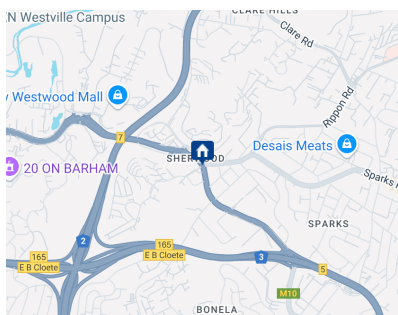 CLARE HILLS
N Westville Campus
Clare Rd
y Westwood Mall
Rippon Rd
7
Desais Meats
SHERWOOD
20 ON BARHAM
Sparks R
SPARKS
2
165
E B Cloete
165
E B Cloete
3
5
M10
BONELA